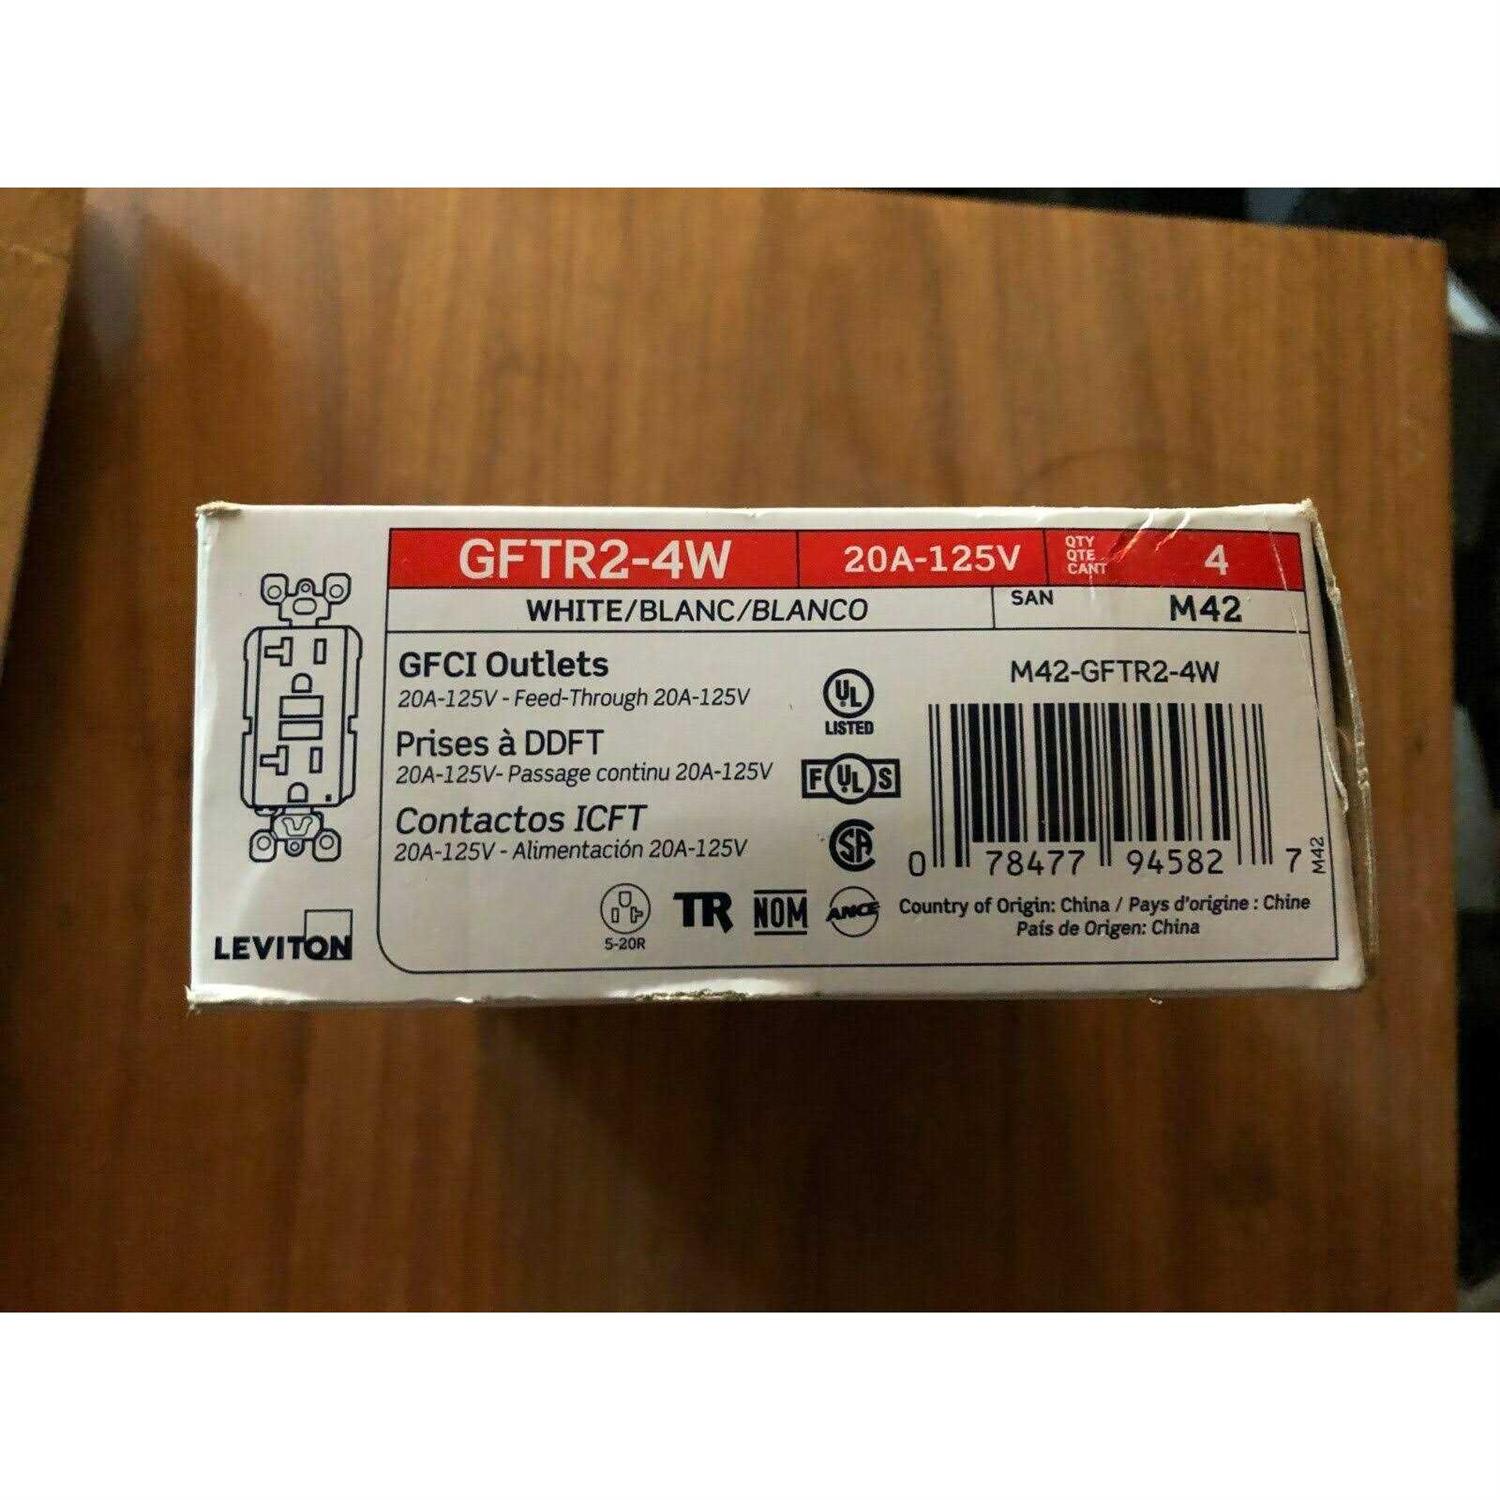 GFTR2-4W
20A-125V
QTY
QTE
CANT
4
WHITE/BLANC/BLANCO
SAN
M42
GFCI Outlets
20A-125V - Feed-Through 20A-125V
Prises à DDFT
20A-125V- Passage continu 20A-125V
Contactos ICFT
20A-125V - Alimentación 20A-125V
UL
LISTED
F UL S
SA
5-20R
TR
NOM
ANCE
M42-GFTR2-4W
0 78477 94582 7
M42
Country of Origin: China / Pays d'origine : Chine
País de Origen: China
LEVITON